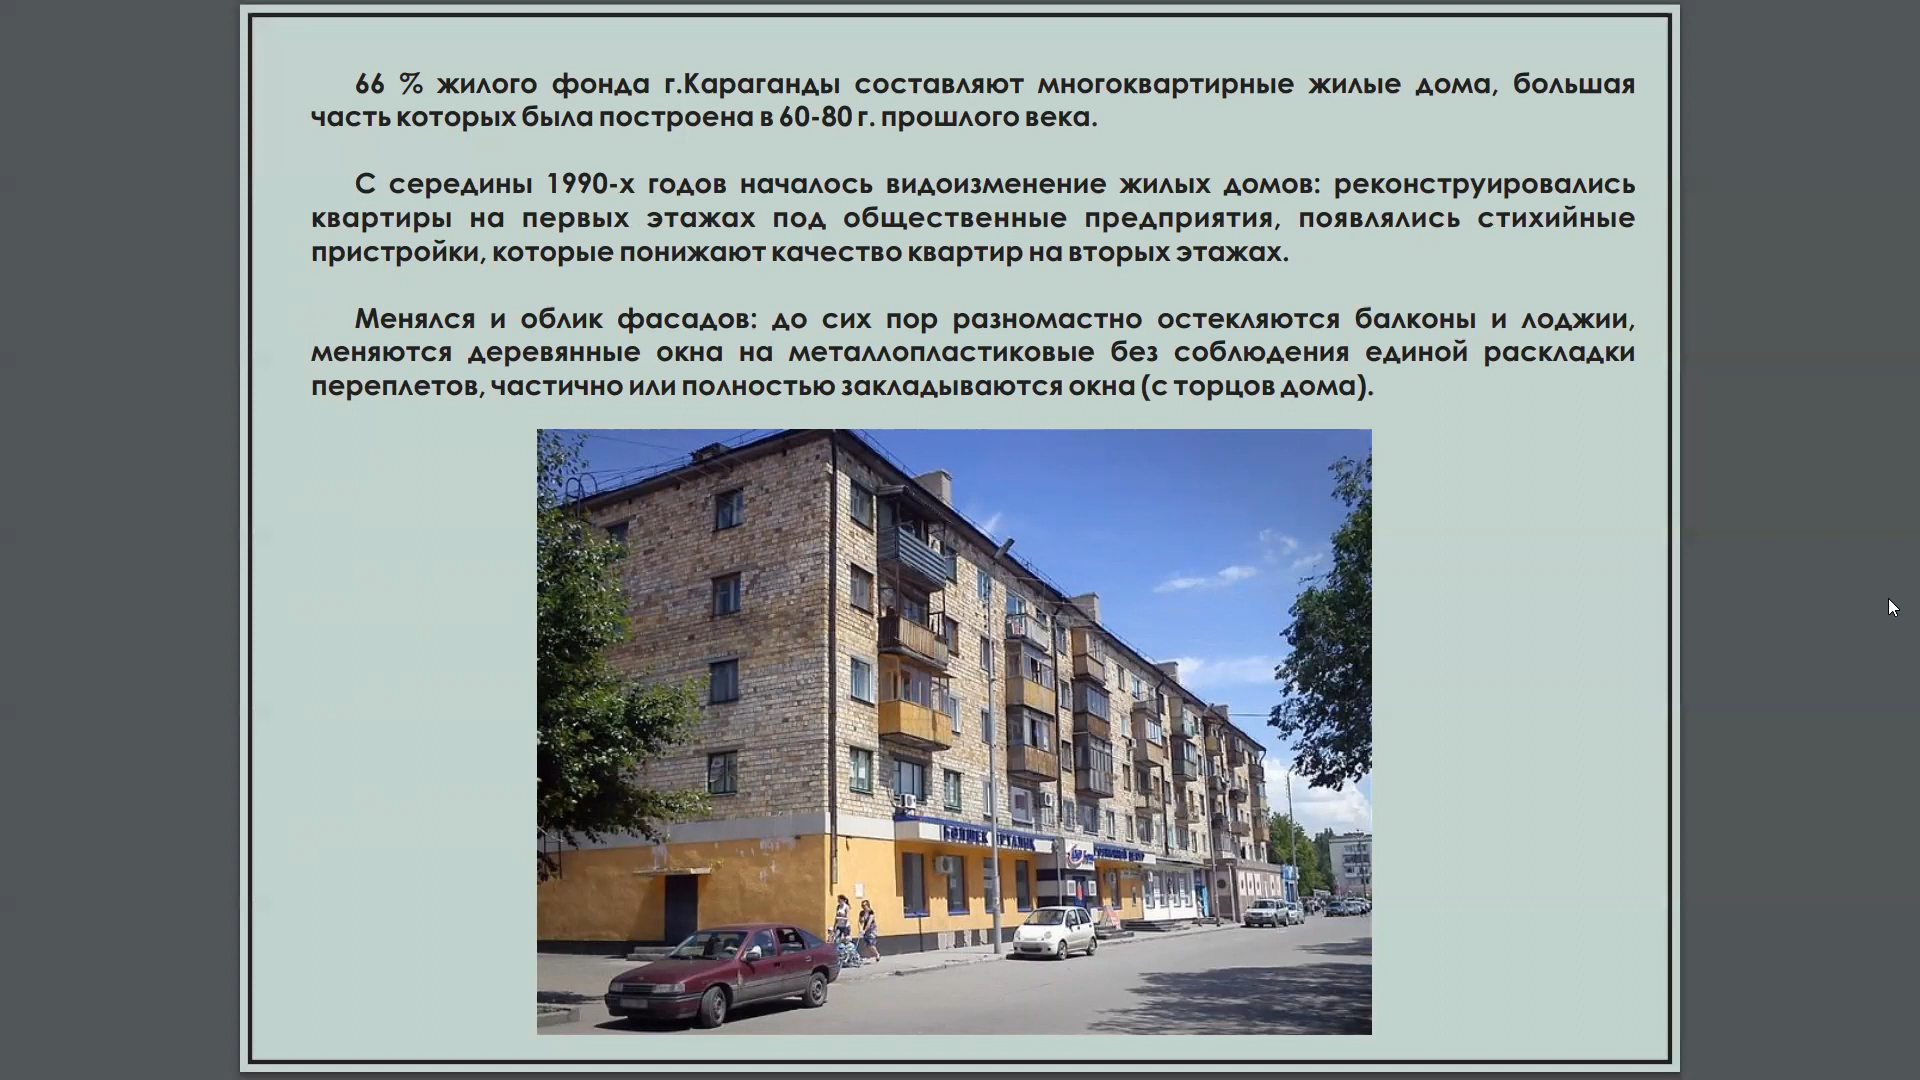 66 % жилого фонда г.Караганды составляют многоквартирные жилые дома, большая
часть которых была построена в 60-80 г. прошлого века.
С середины 1990-х годов началось видоизменение жилых домов: реконструировались
квартиры на первых этажах под общественные предприятия, появлялись стихийные
пристройки, которые понижают качество квартир на вторых этажах.
Менялся и облик фасадов: до сих пор разномастно остекляются балконы и лоджии,
меняются деревянные окна на металлопластиковые без соблюдения единой раскладки
переплетов, частично или полностью закладываются окна (с торцов дома).